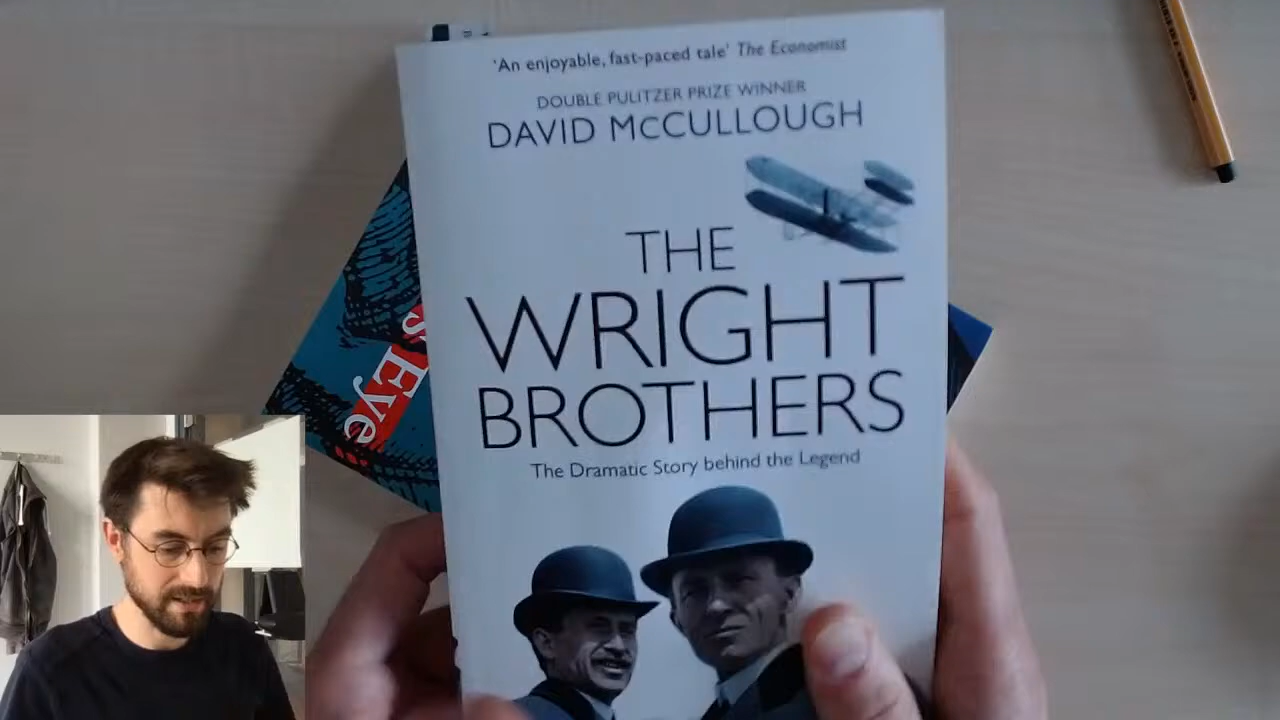 'An enjoyable, fast-paced tale' The Economist
DOUBLE PULITZER PRIZE WINNER
DAVID McCULLOUGH
THE
WRIGHT
BROTHERS
The Dramatic Story behind the Legend
s Eye